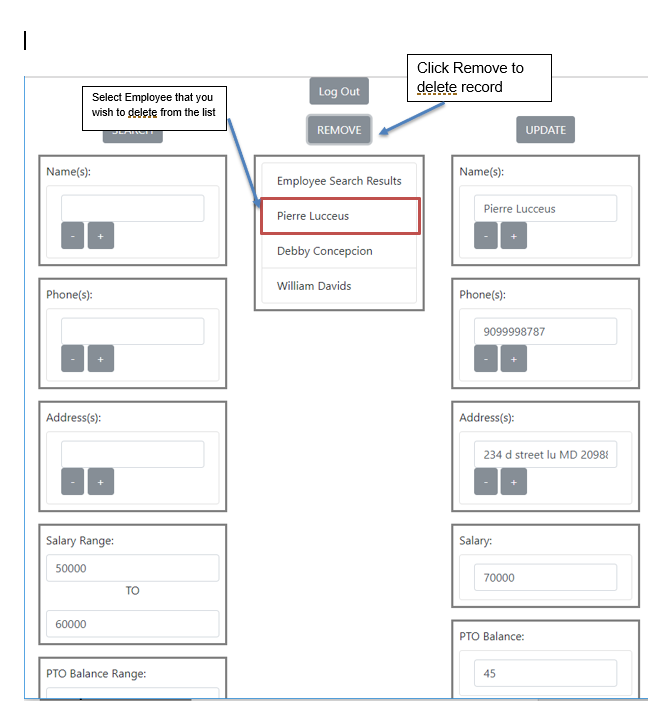 Click Remove to
delete record
Select Employee that you
wish to delete from the list
Log Out
SEARCH
REMOVE
UPDATE
Name(s):
-
+
Phone(s):
-
+
Address(s):
-
+
Salary Range:
50000
TO
60000
PTO Balance Range:
Employee Search Results
Pierre Lucceus
Debby Concepcion
William Davids
Name(s):
Pierre Lucceus
-
+
Phone(s):
9099998787
-
+
Address(s):
234 d street lu MD 20988
-
+
Salary:
70000
PTO Balance:
45